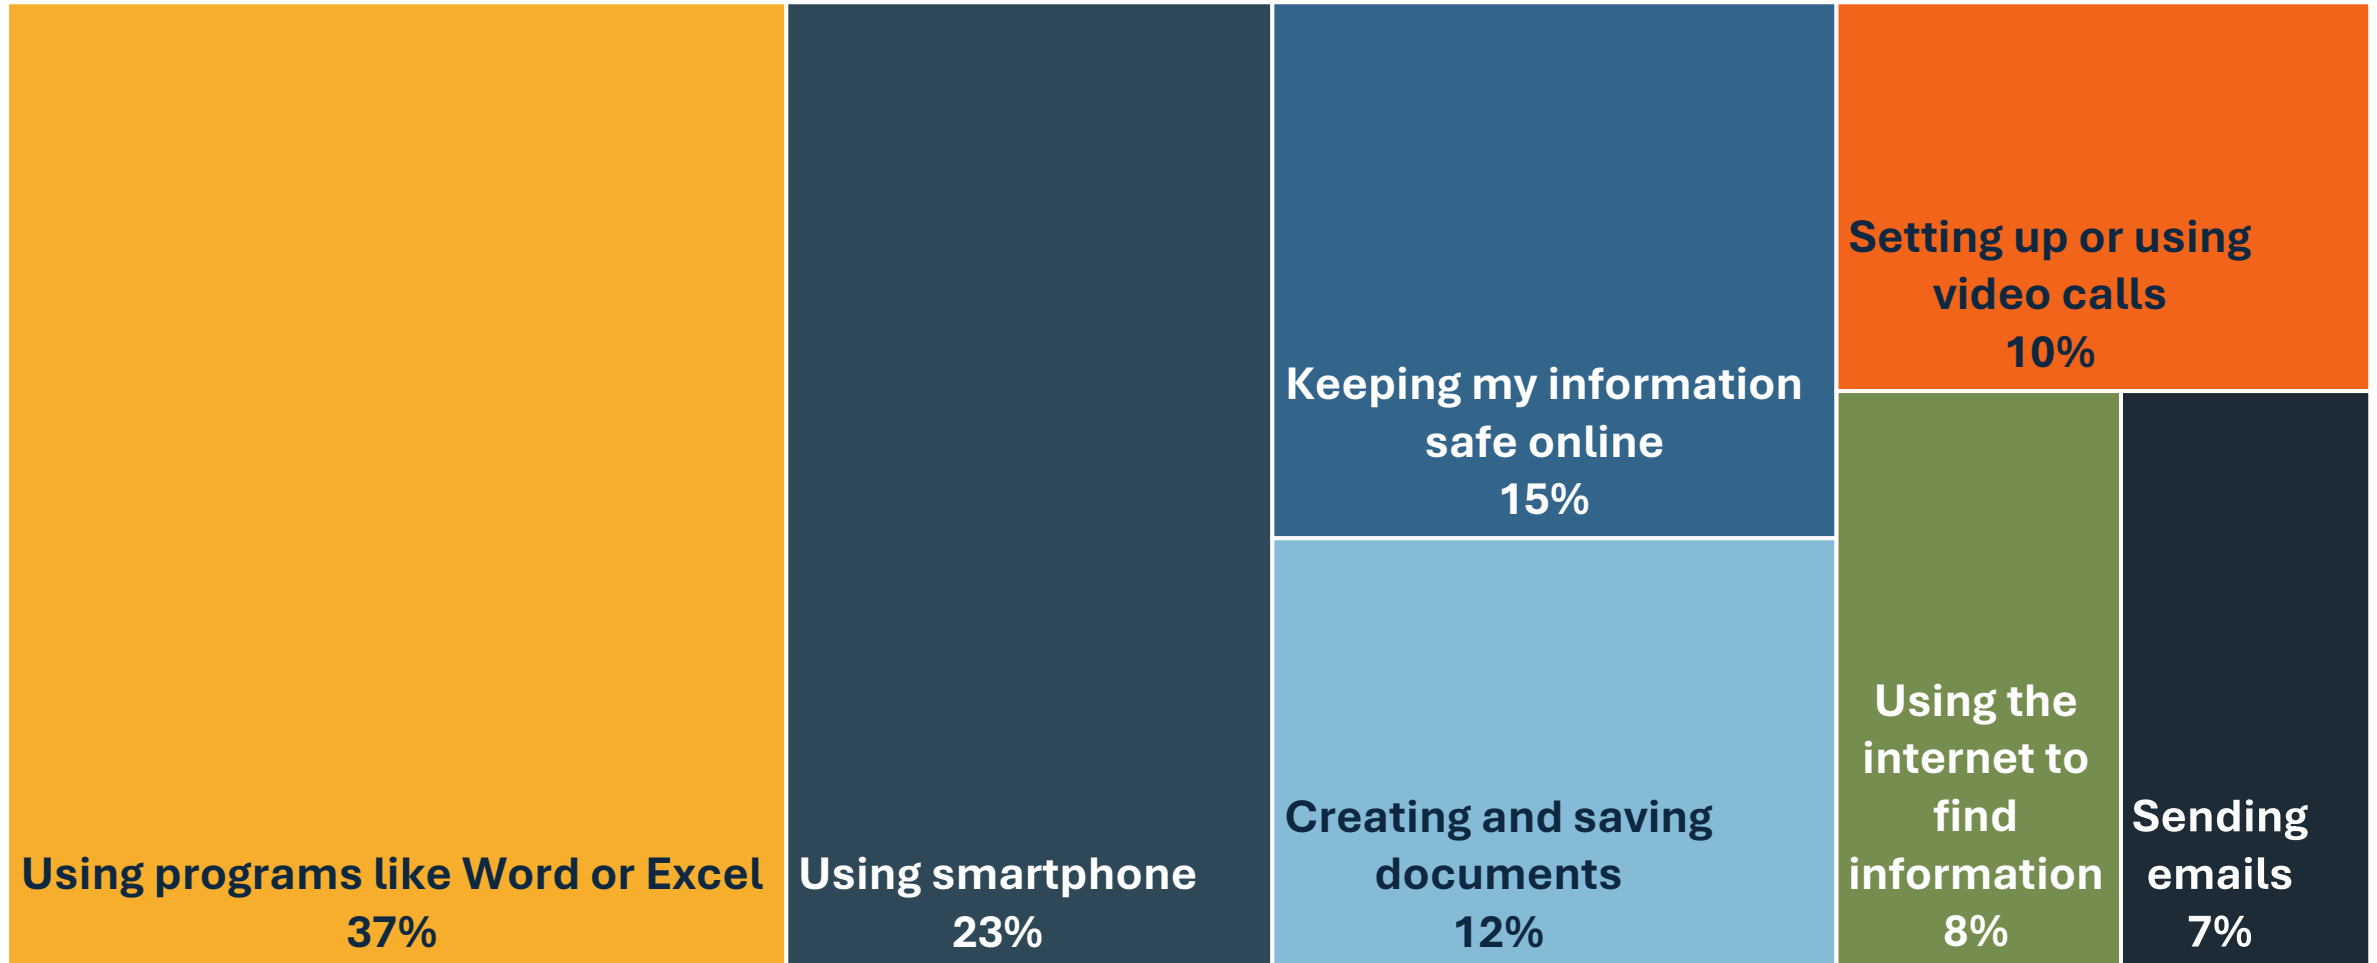 Using programs like Word or Excel
37%
Using smartphone
23%
Keeping my information
safe online
15%
Creating and saving
documents
12%
Setting up or using
video calls
10%
Using the
internet to
find
information
8%
Sending
emails
7%